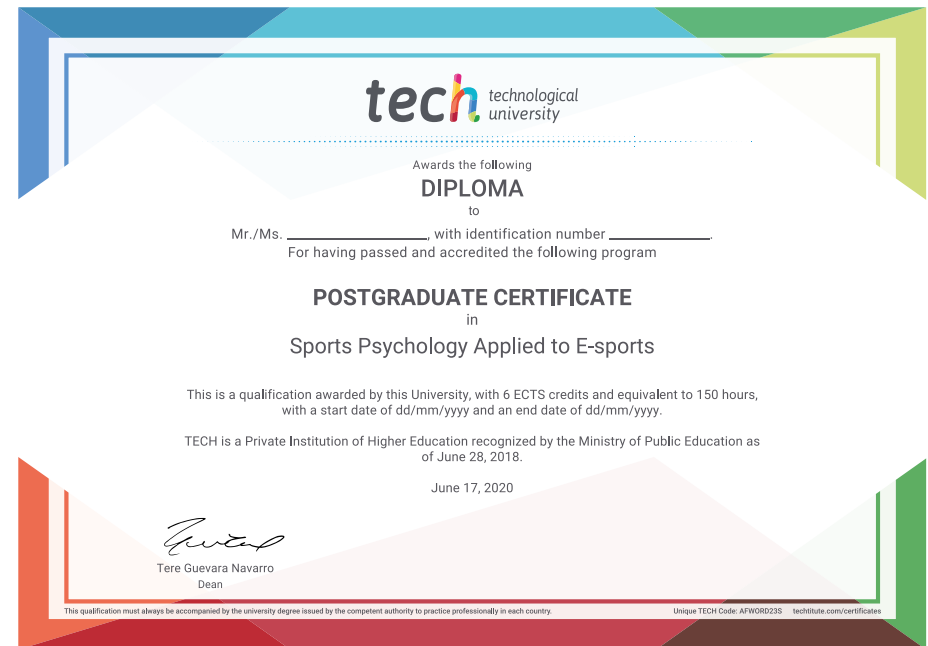 tech technological
university
Awards the following
DIPLOMA
to
Mr./Ms. ____________________, with identification number ______________.
For having passed and accredited the following program
POSTGRADUATE CERTIFICATE
in
Sports Psychology Applied to E-sports
This is a qualification awarded by this University, with 6 ECTS credits and equivalent to 150 hours,
with a start date of dd/mm/yyyy and an end date of dd/mm/yyyy.
TECH is a Private Institution of Higher Education recognized by the Ministry of Public Education as
of June 28, 2018.
June 17, 2020
Tere Guevara Navarro
Dean
This qualification must always be accompanied by the university degree issued by the competent authority to practice professionally in each country.
Unique TECH Code: AFWORD23S techtitute.com/certificates